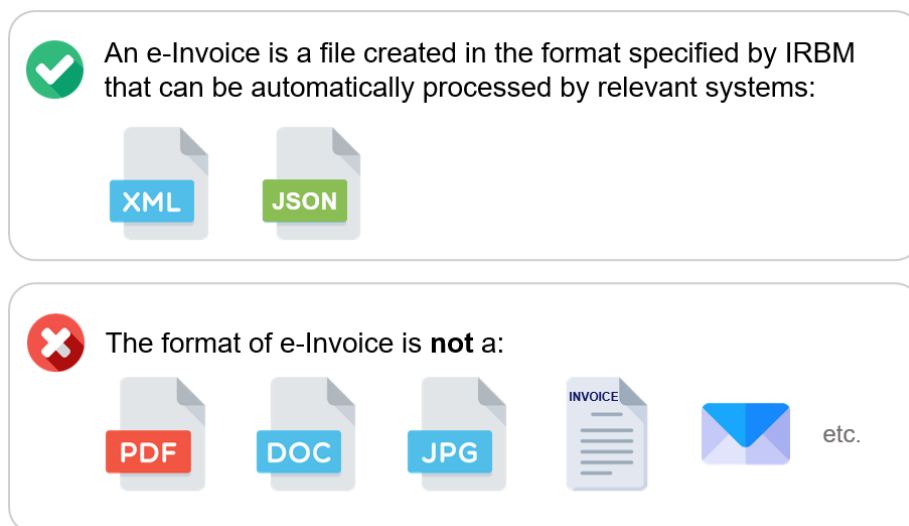 An e-Invoice is a file created in the format specified by IRBM
that can be automatically processed by relevant systems:
XML
JSON
The format of e-Invoice is not a:
PDF
DOC
JPG
INVOICE
etc.